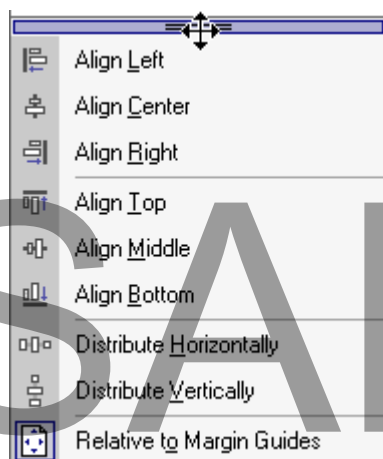 Align Left
Align Center
Align Right
Align Top
Align Middle
Align Bottom
Distribute Horizontally
Distribute Vertically
Relative to Margin Guides